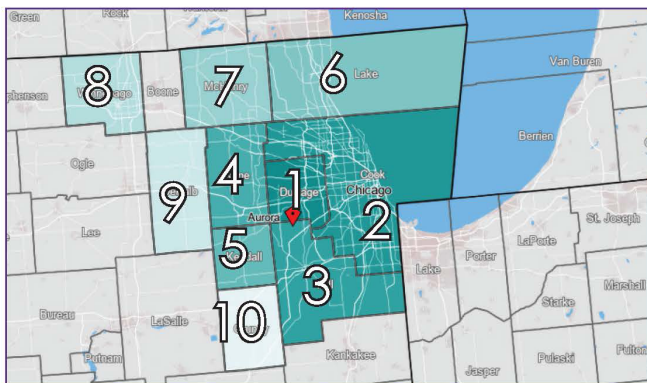 Green
Rock
Kenosha
6
7
8
Lake
Van Buren
phenson
Boone
Berrien
Ogle
4
1
Cook
Chicago
9
Aurora
2
St. Joseph
Lee
5
LaPorte
Porter
Lake
3
Marshall
Starke
10
Bureau
LaSalle
Putnam
Kankakee
Jasper
Pulaski
Fulton